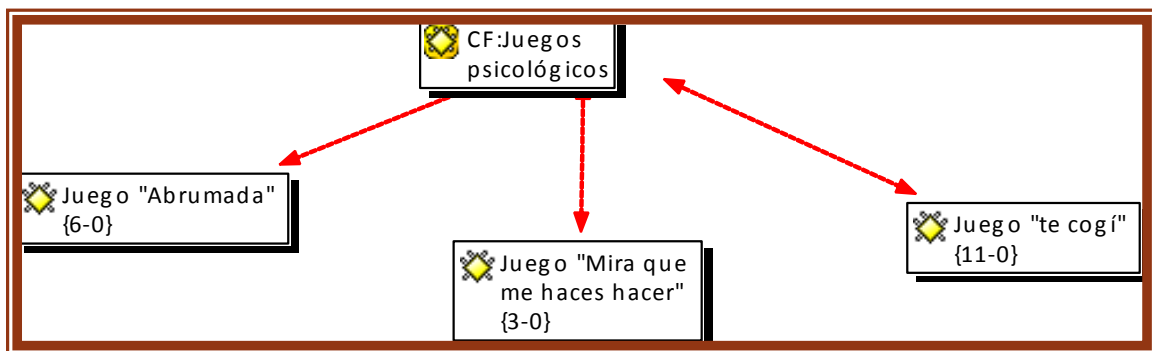 CF:Juegos
psicológicos
Juego "Abrumada"
{6-0}
Juego "Mira que
me haces hacer"
{3-0}
Juego "te cogí"
{11-0}